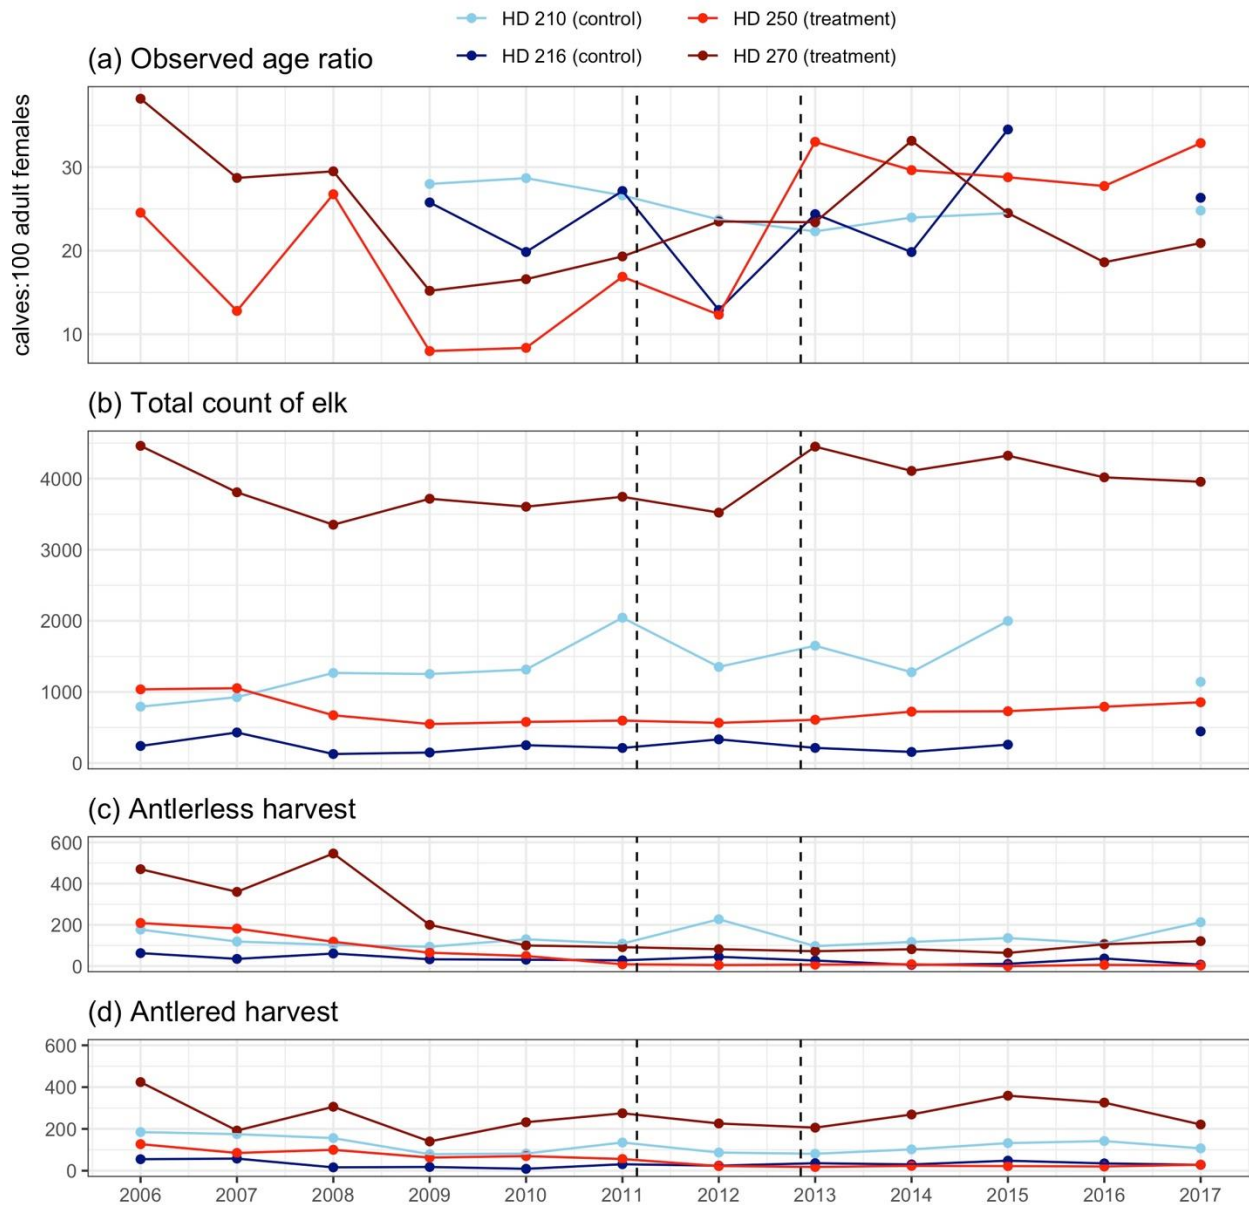 HD 210 (control) HD 250 (treatment)
HD 216 (control) HD 270 (treatment)
(a) Observed age ratio
calves:100 adult females
30
20
10
(b) Total count of elk
4000
3000
2000
1000
0
(c) Antlerless harvest
600
400
200
0
(d) Antlered harvest
600
400
200
0
2006 2007 2008 2009 2010 2011 2012 2013 2014 2015 2016 2017